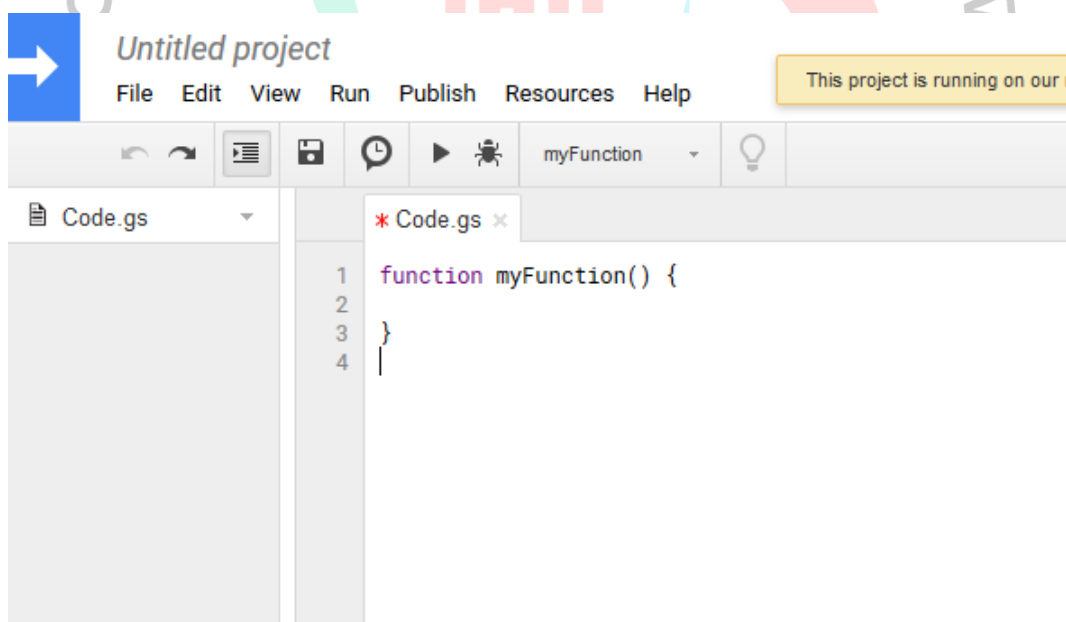 Untitled project
File Edit View Run Publish Resources Help
This project is running on our
myFunction
Code.gs
* Code.gs ×
1 function myFunction() {
2
3 }
4